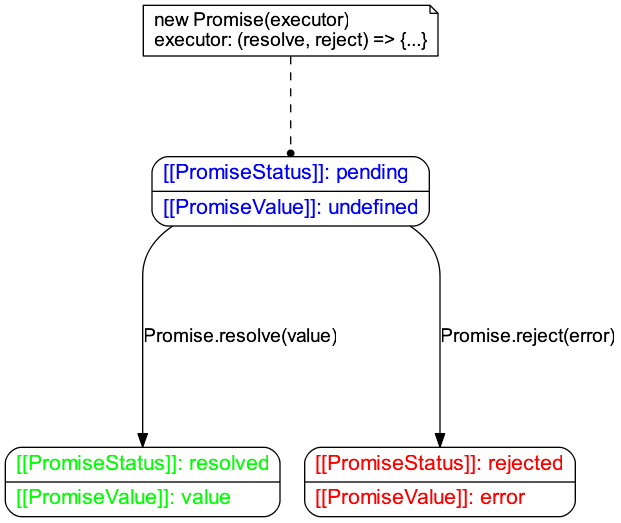 new Promise(executor)
executor: (resolve, reject) => {...}
[[PromiseStatus]]: pending
[[PromiseValue]]: undefined
Promise.resolve(value)
Promise.reject(error)
[[PromiseStatus]]: resolved
[[PromiseValue]]: value
[[PromiseStatus]]: rejected
[[PromiseValue]]: error